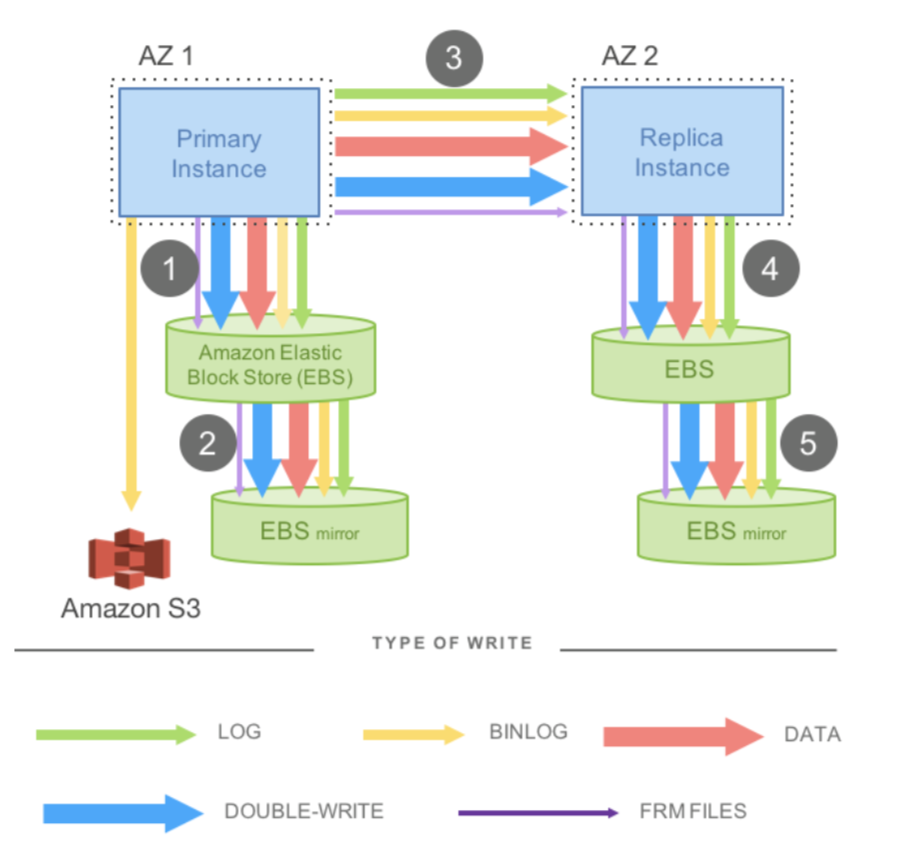 AZ 1
3
AZ 2
Primary
Instance
Replica
Instance
1
4
Amazon Elastic
Block Store (EBS)
EBS
2
5
EBS mirror
EBS mirror
Amazon S3
TYPE OF WRITE
LOG
BINLOG
DATA
DOUBLE-WRITE
FRM FILES